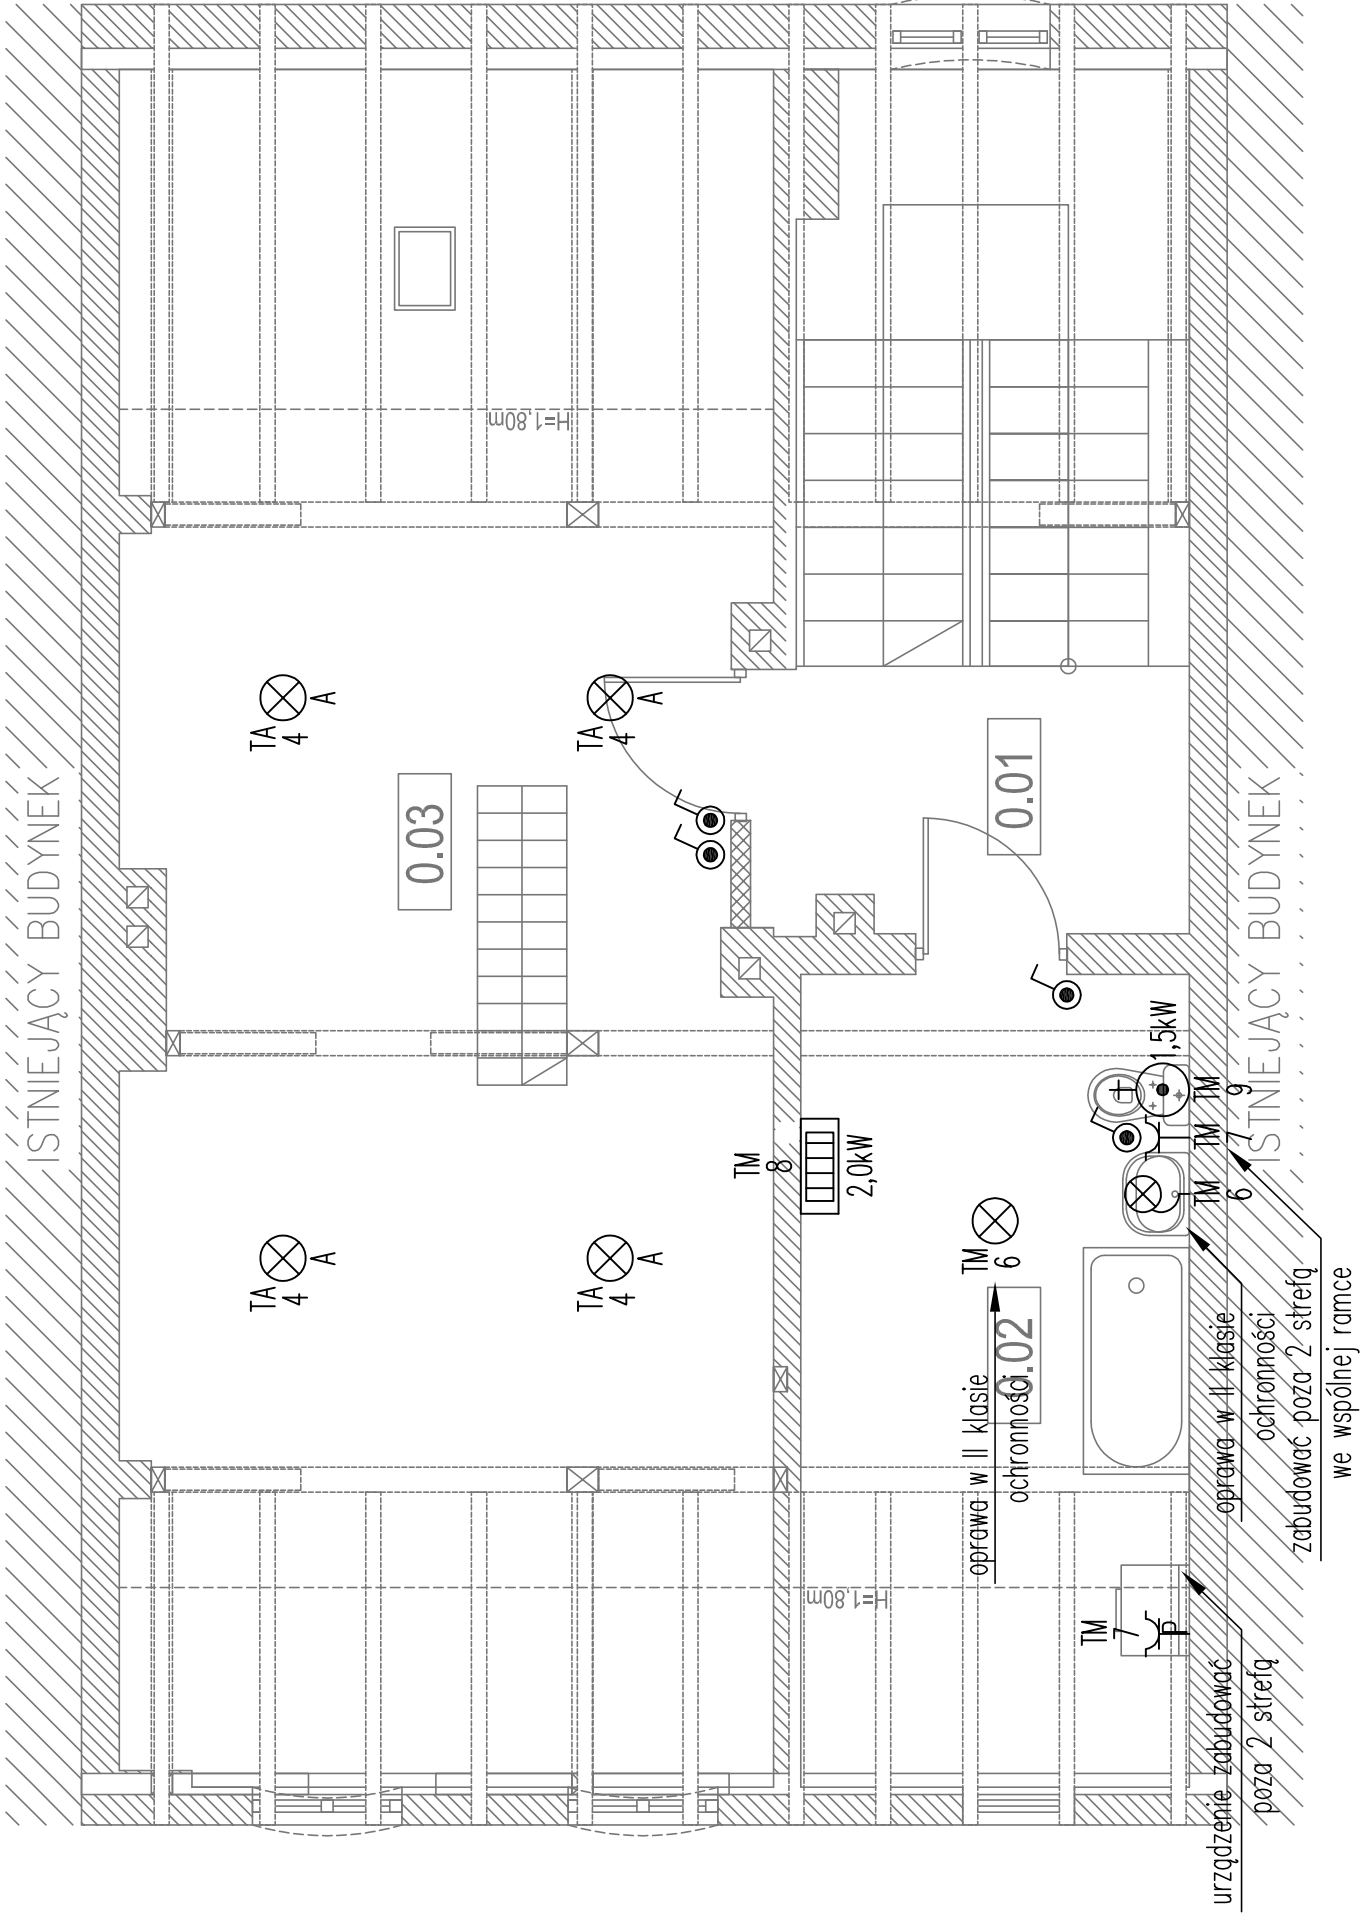 ISTNIEJĄCY BUDYNEK
H=1,80m
TA
4
A
TA
4
A
0.03
0.01
TA
4
A
TA
4
A
TM
8
2,0kW
1,5kW
TM
9
TM
7
TM
6
TM
6
0.02
oprawa w II klasie
ochronności
oprawa w II klasie
ochronności
zabudować poza 2 strefą
we wspólnej ramce
H=1,80m
TM
7
P
urządzenie zabudować
poza 2 strefą
ISTNIEJĄCY BUDYNEK